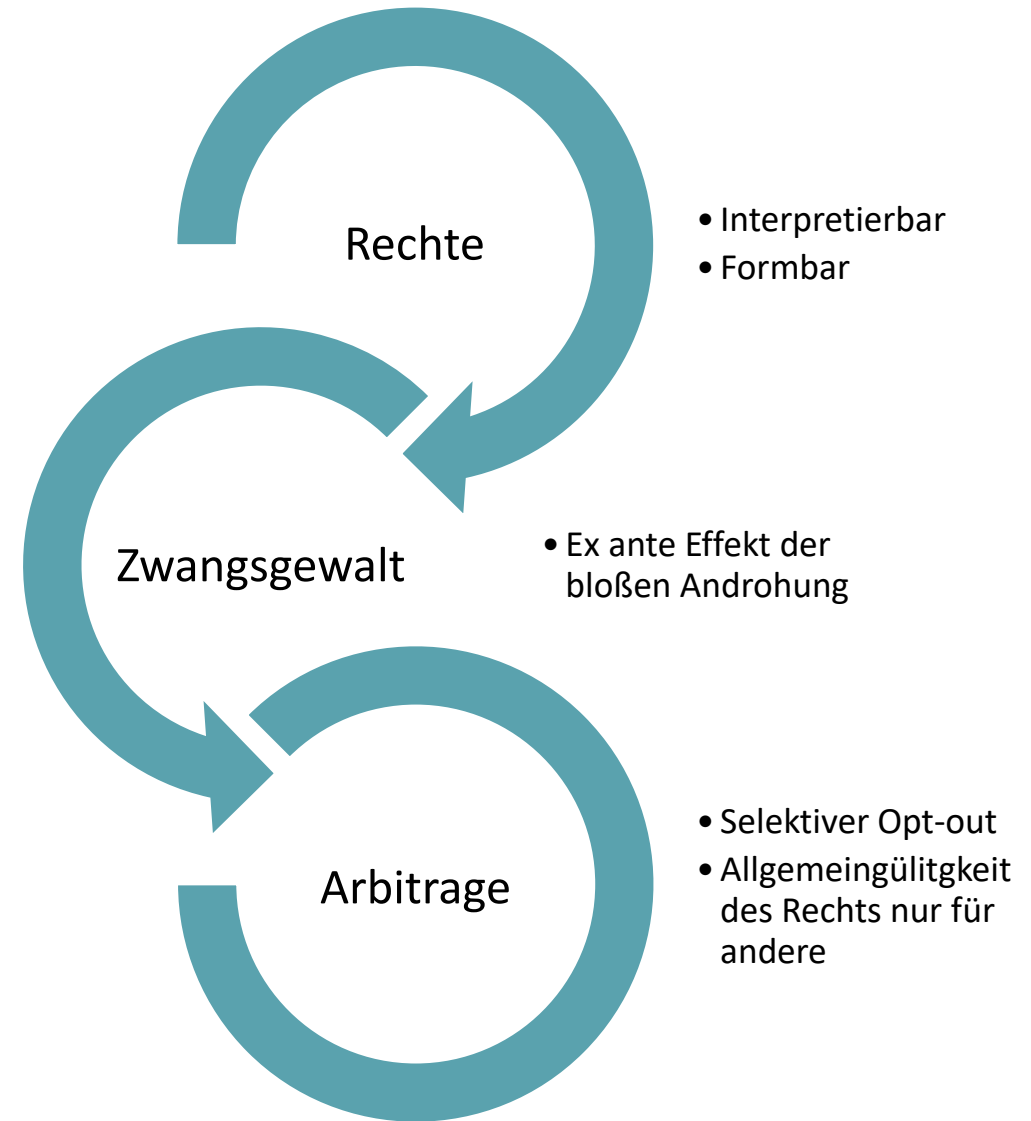 Rechte
• Interpretierbar
• Formbar
Zwangsgewalt
• Ex ante Effekt der
bloßen Androhung
Arbitrage
• Selektiver Opt-out
• Allgemeingülitgkeit
des Rechts nur für
andere